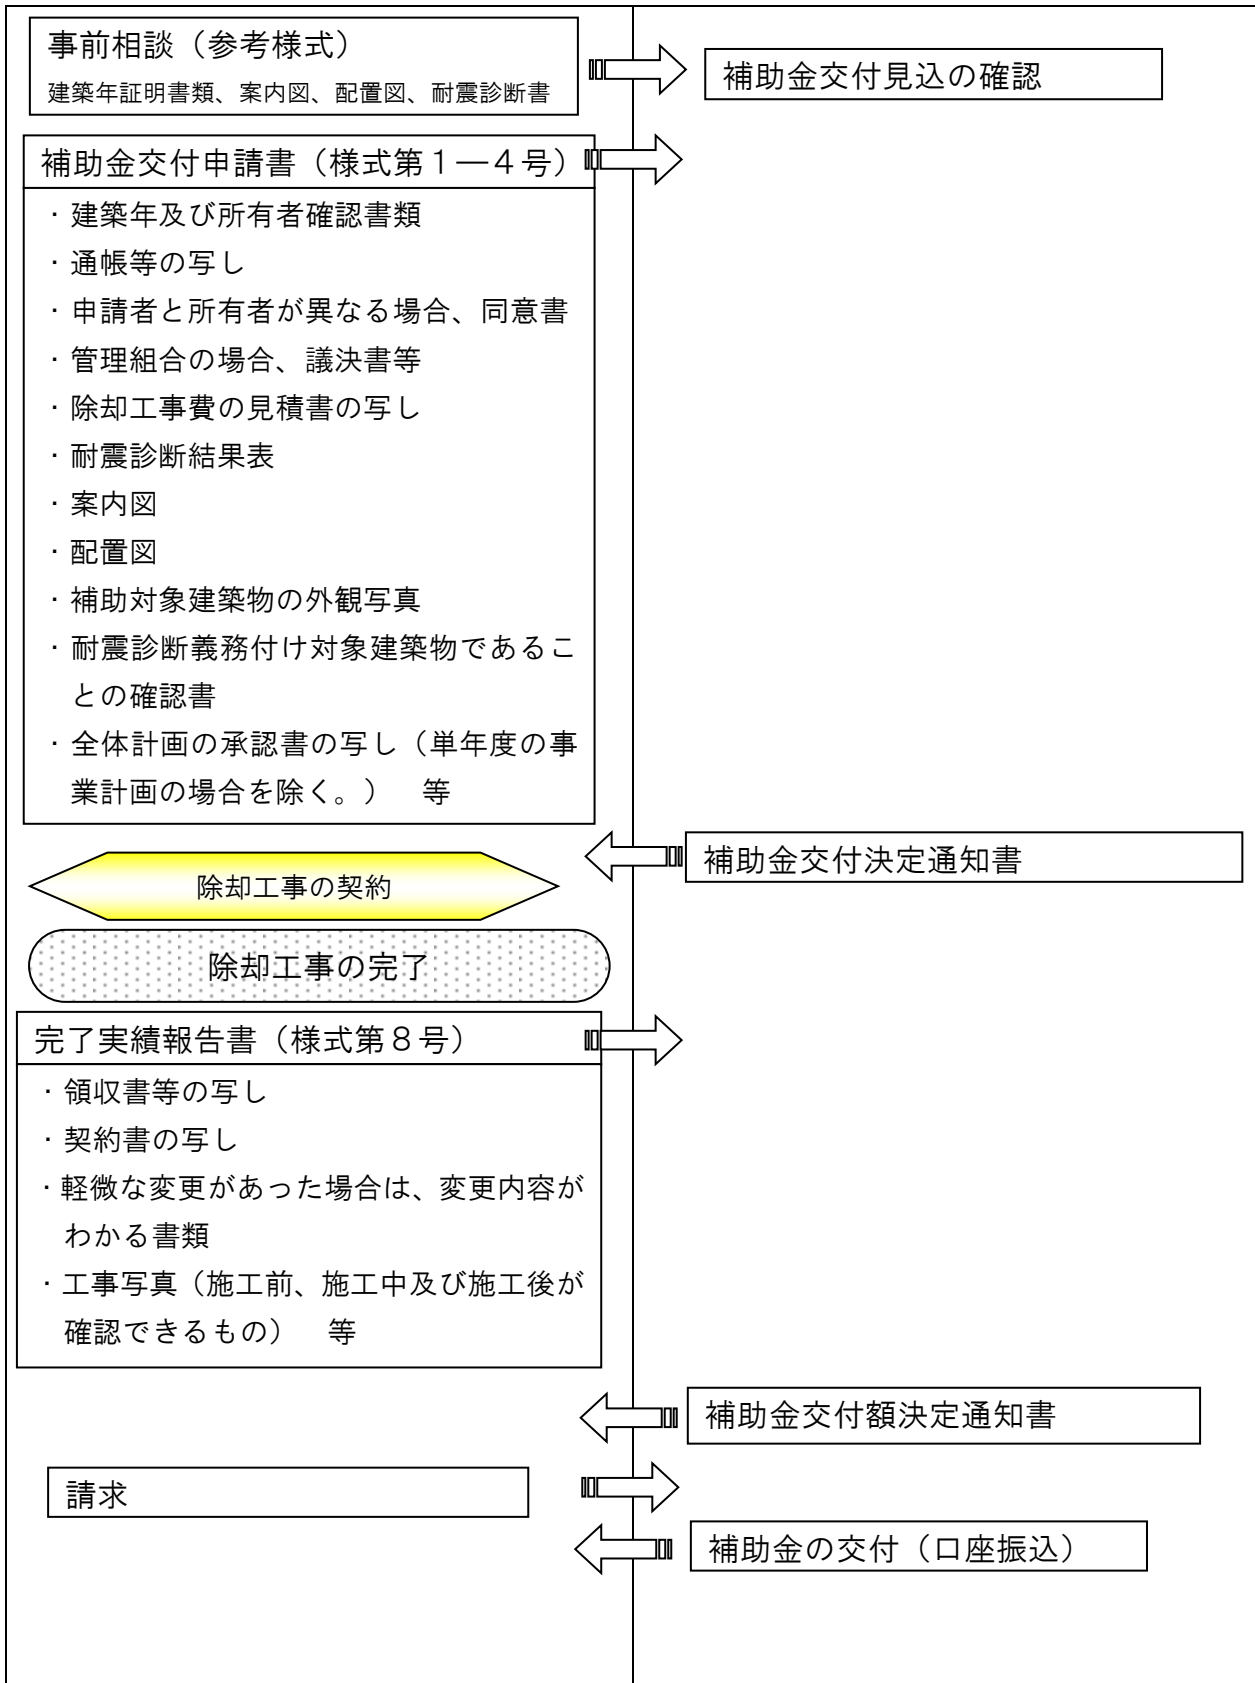 事前相談（参考様式）
建築年証明書類、案内図、配置図、耐震診断書
補助金交付見込の確認
補助金交付申請書（様式第１―４号）
・建築年及び所有者確認書類
・通帳等の写し
・申請者と所有者が異なる場合、同意書
・管理組合の場合、議決書等
・除却工事費の見積書の写し
・耐震診断結果表
・案内図
・配置図
・補助対象建築物の外観写真
・耐震診断義務付け対象建築物であるこ
との確認書
・全体計画の承認書の写し（単年度の事
業計画の場合を除く。）　等
補助金交付決定通知書
除却工事の契約
除却工事の完了
完了実績報告書（様式第８号）
・領収書等の写し
・契約書の写し
・軽微な変更があった場合は、変更内容が
わかる書類
・工事写真（施工前、施工中及び施工後が
確認できるもの）　等
補助金交付額決定通知書
請求
補助金の交付（口座振込）